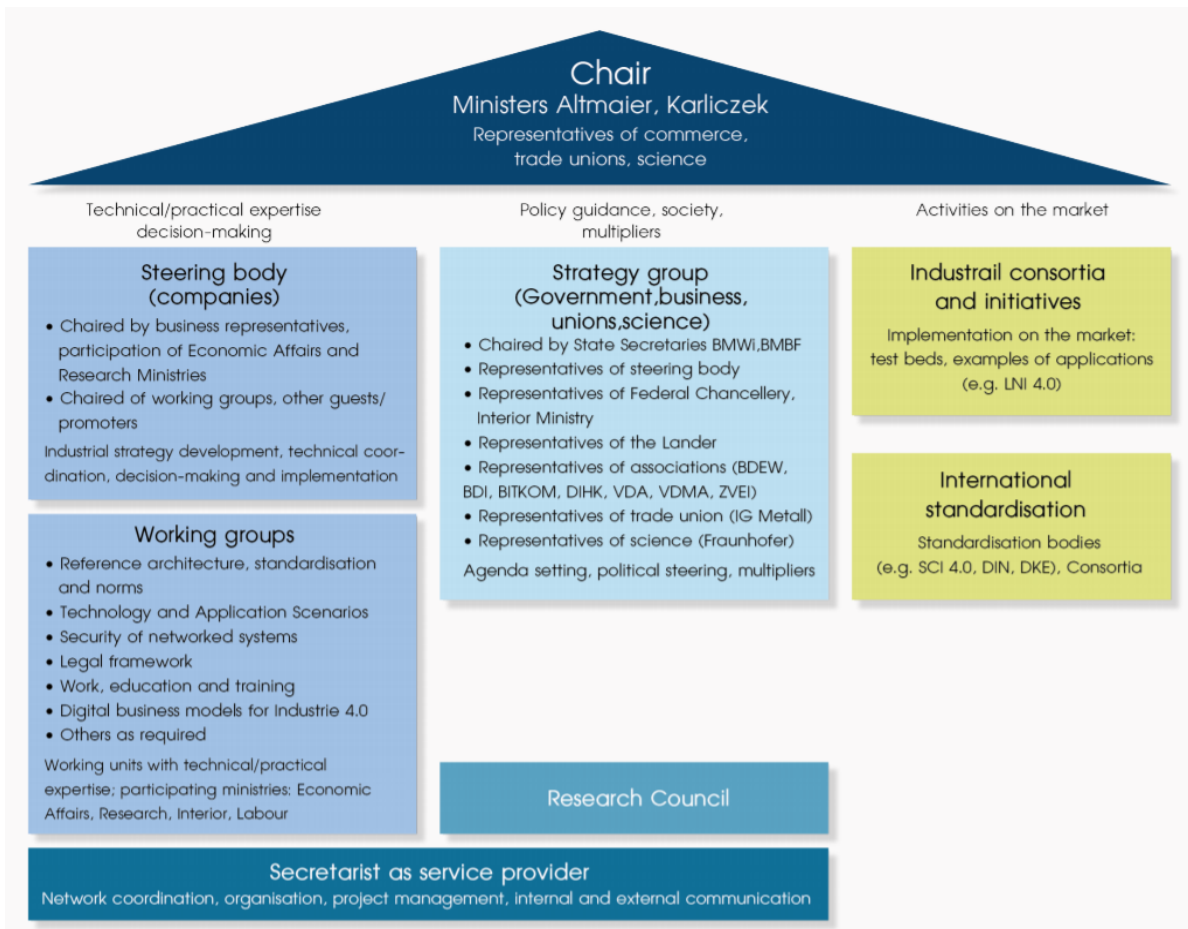 Chair
Ministers Altmaier, Karliczek
Representatives of commerce,
trade unions, science
Technical/practical expertise
decision-making
Steering body
(companies)
• Chaired by business representatives,
participation of Economic Affairs and
Research Ministries
• Chaired of working groups, other guests/
promoters
Industrial strategy development, technical coor-
dination, decision-making and implementation
Working groups
• Reference architecture, standardisation
and norms
• Technology and Application Scenarios
• Security of networked systems
• Legal framework
• Work, education and training
• Digital business models for Industrie 4.0
• Others as required
Working units with technical/practical
expertise; participating ministries: Economic
Affairs, Research, Interior, Labour
Policy guidance, society,
multipliers
Strategy group
(Government,business,
unions,science)
• Chaired by State Secretaries BMWi,BMBF
• Representatives of steering body
• Representatives of Federal Chancellery,
Interior Ministry
• Representatives of the Lander
• Representatives of associations (BDEW,
BDI, BITKOM, DIHK, VDA, VDMA, ZVEI)
• Representatives of trade union (IG Metall)
• Representatives of science (Fraunhofer)
Agenda setting, political steering, multipliers
Research Council
Activities on the market
Industrail consortia
and initiatives
Implementation on the market:
test beds, examples of applications
(e.g. LNI 4.0)
International
standardisation
Standardisation bodies
(e.g. SCI 4.0, DIN, DKE), Consortia
Secretarist as service provider
Network coordination, organisation, project management, internal and external communication